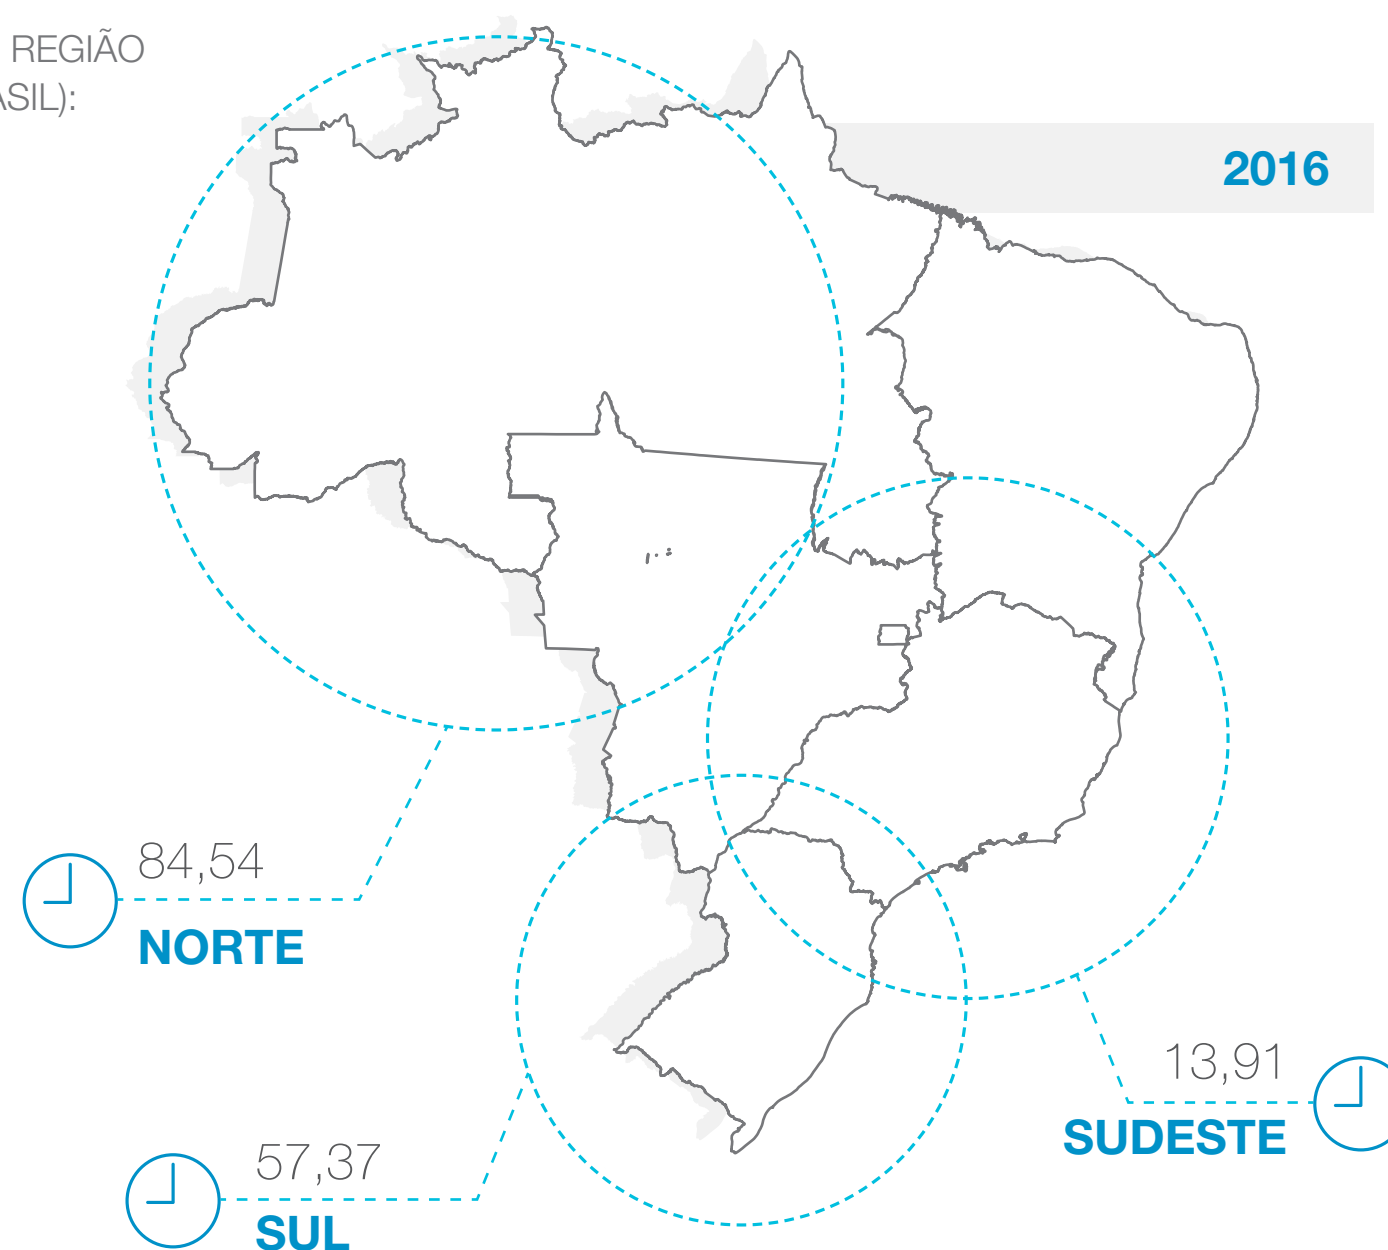 REGIÃO
ASIL):
2016
84,54
NORTE
13,91
SUDESTE
57,37
SUL